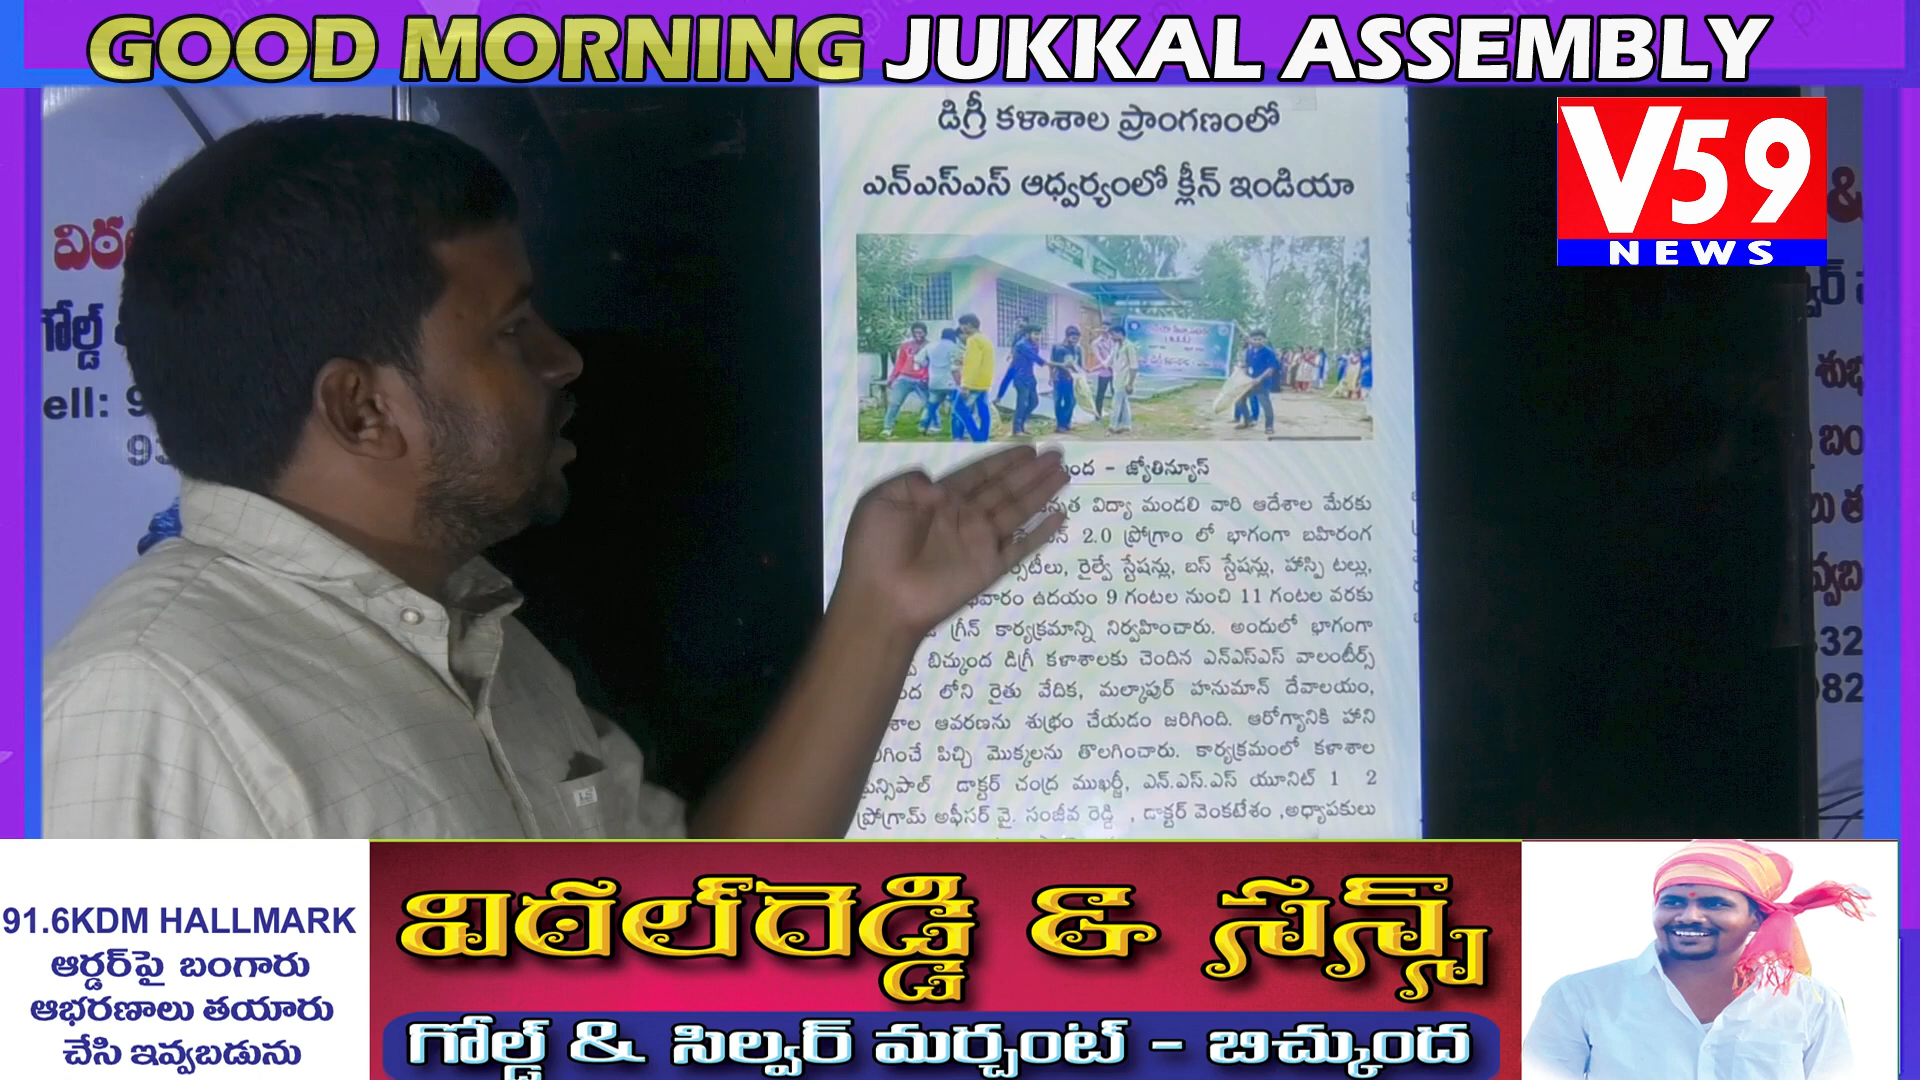 GOOD MORNING JUKKAL ASSEMBLY
V59
NEWS
డిగ్రీ కళాశాల ప్రాంగణంలో
ఎన్ఎస్ఎస్ ఆధ్వర్యంలో క్లీన్ ఇండియా
జ్యోతిన్యూస్
విద్యా మండలి వారి ఆదేశాల మేరకు
2.0 ప్రోగ్రాం లో భాగంగా బహిరంగ
రైల్వే స్టేషన్లు, బస్ స్టేషన్లు, హాస్పి టల్లు,
ఉదయం 9 గంటల నుంచి 11 గంటల వరకు
గ్రీన్ కార్యక్రమాన్ని నిర్వహించారు. అందులో భాగంగా
బిచ్కుంద డిగ్రీ కళాశాలకు చెందిన ఎన్ఎస్ఎస్ వాలంటీర్స్
లోని రైతు వేదిక, మల్కాపుర్ హనుమాన్ దేవాలయం,
ఆవరణను శుభ్రం చేయడం జరిగింది. ఆరోగ్యానికి హాని
పిచ్చి మొక్కలను తొలగించారు. కార్యక్రమంలో కళాశాల
డాక్టర్ చంద్ర ముఖర్జీ, ఎన్.ఎస్.ఎస్ యూనిట్ 1 2
ప్రోగ్రామ్ అఫీసర్ వై. సంజీవ రెడ్డి , డాక్టర్ వెంకటేశం ,అధ్యాపకులు
గోల్డ్
91.6KDM HALLMARK
ఆర్డర్‌పై బంగారు
ఆభరణాలు తయారు
చేసి ఇవ్వబడును
విఠల్‌రెడ్డి & సన్స్
గోల్డ్ & సిల్వర్ మర్చంట్ - బిచ్కుంద